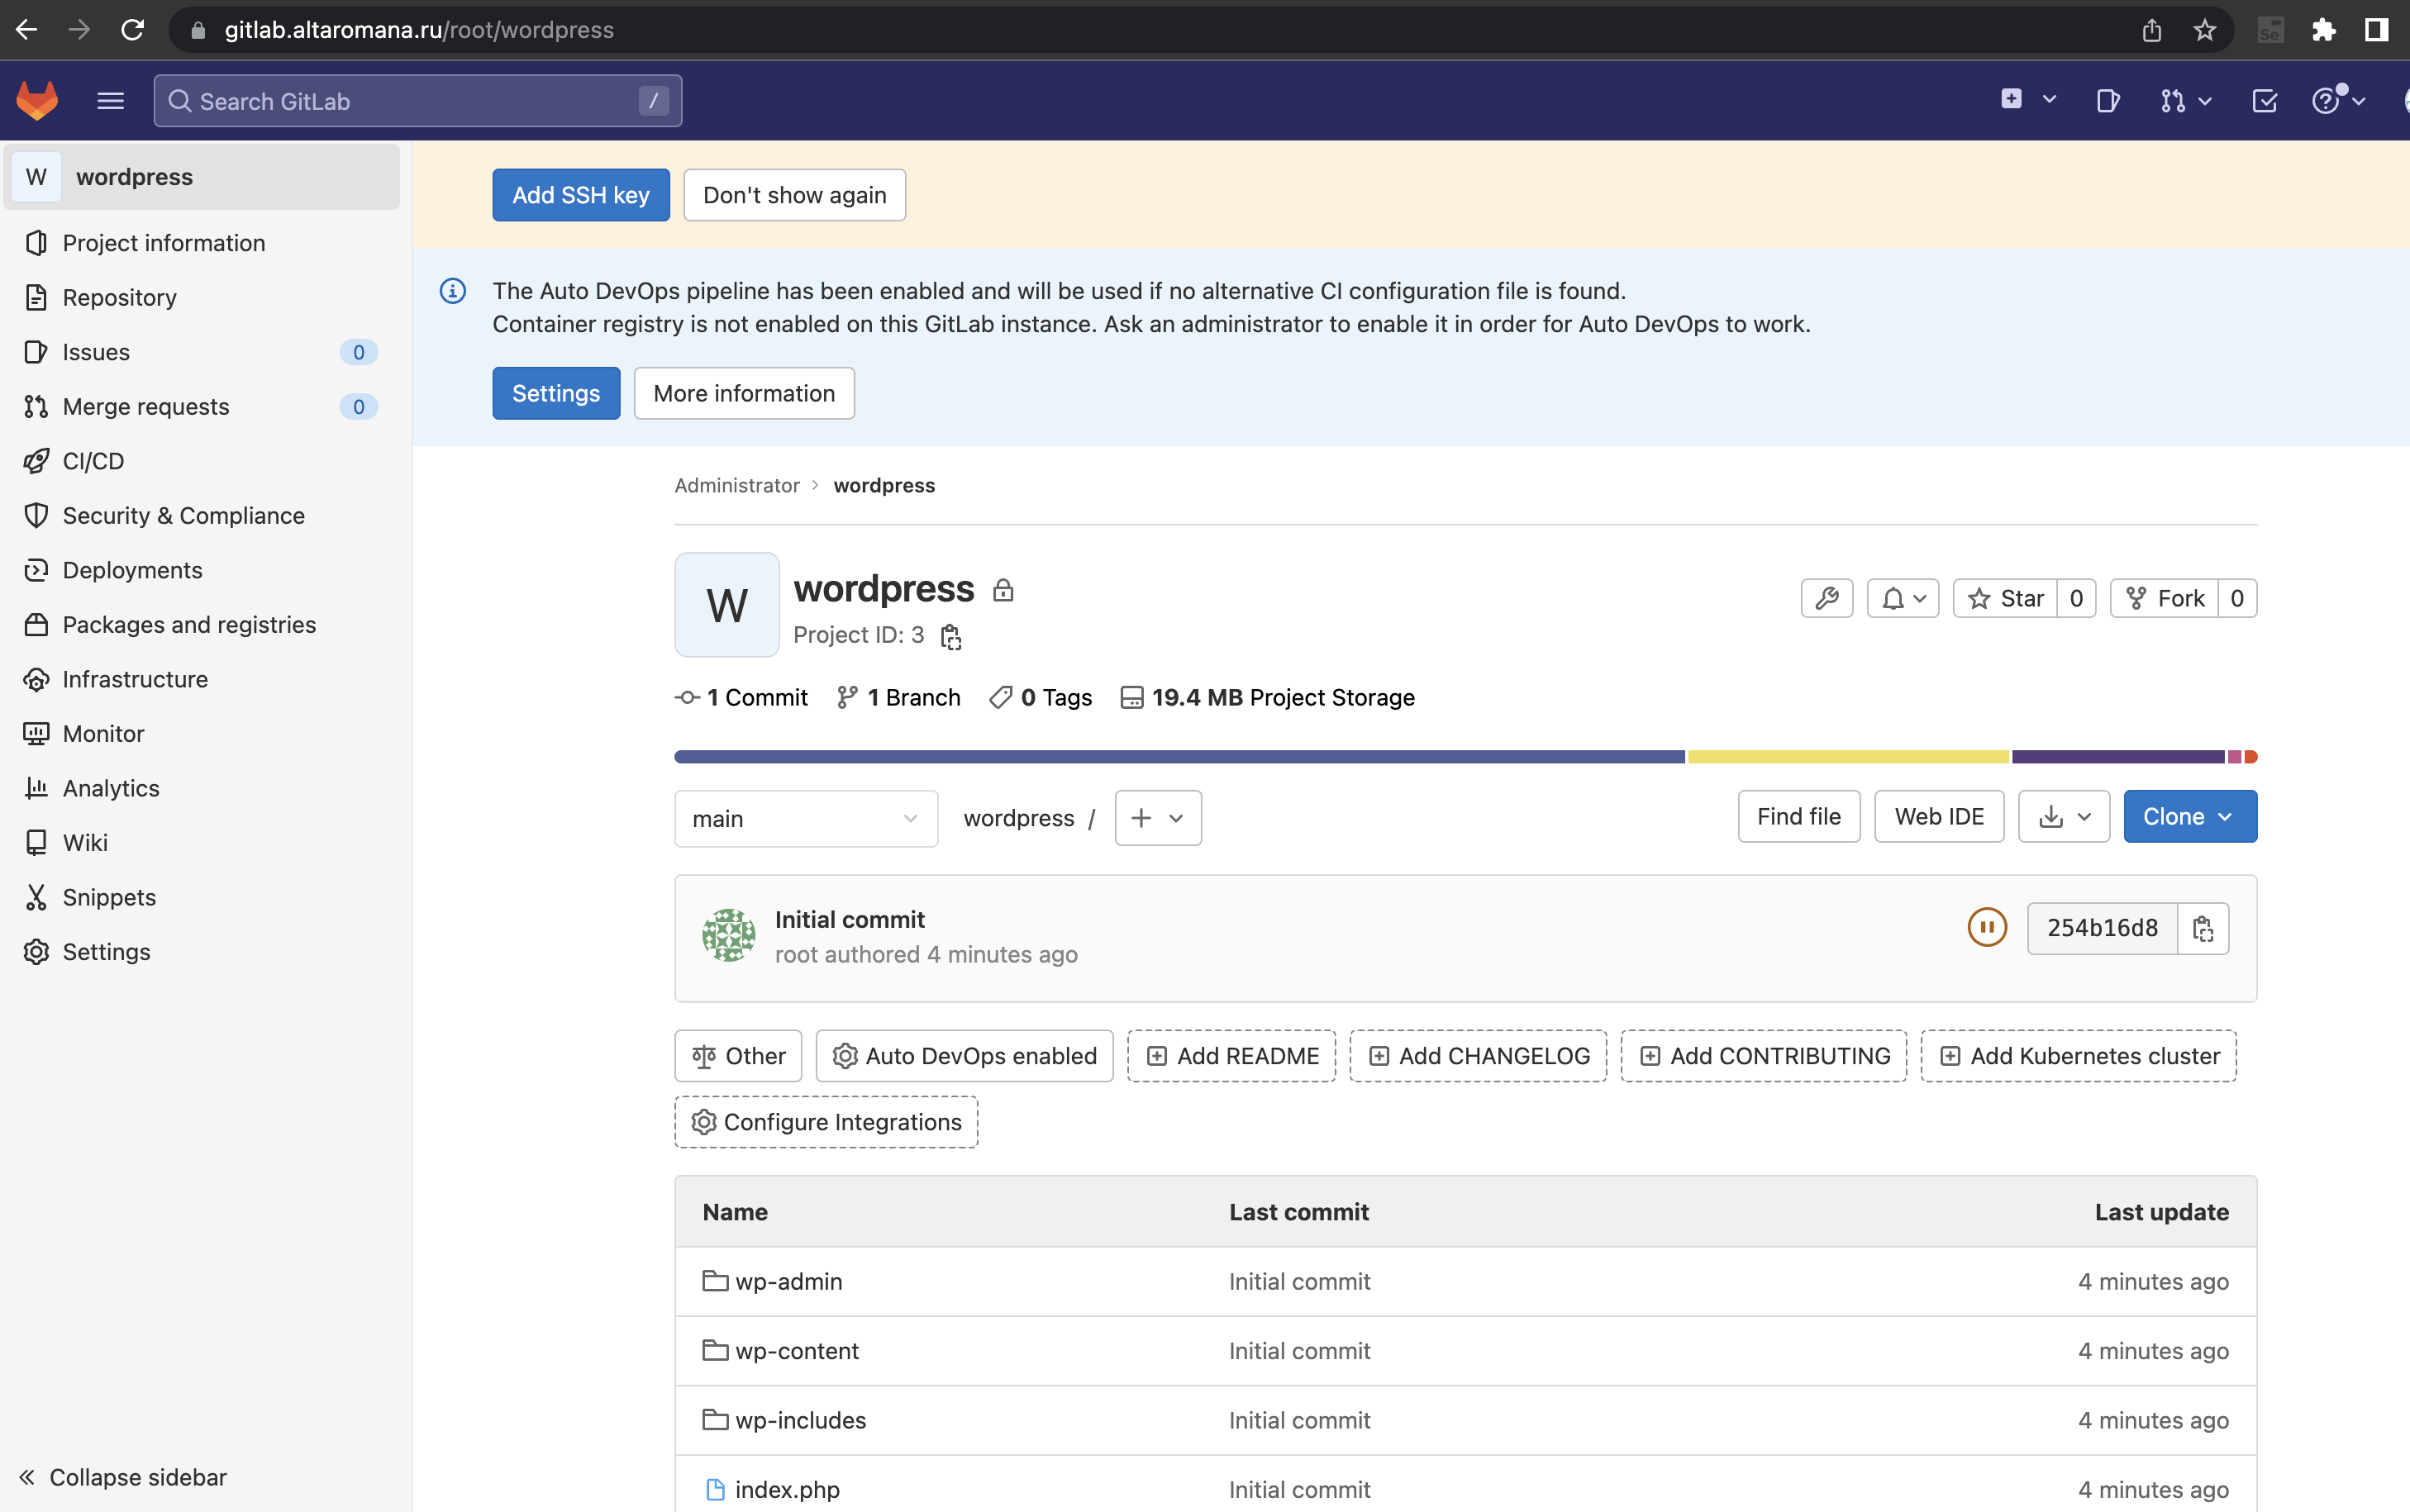 gitlab.altaromana.ru/root/wordpress
Se
Search GitLab /
W wordpress
Project information
Repository
Issues 0
Merge requests 0
CI/CD
Security & Compliance
Deployments
Packages and registries
Infrastructure
Monitor
Analytics
Wiki
Snippets
Settings
Collapse sidebar
Add SSH key Don't show again
The Auto DevOps pipeline has been enabled and will be used if no alternative CI configuration file is found.
Container registry is not enabled on this GitLab instance. Ask an administrator to enable it in order for Auto DevOps to work.
Settings More information
Administrator > wordpress
W
wordpress
Project ID: 3
Star 0 Fork 0
1 Commit 1 Branch 0 Tags 19.4 MB Project Storage
main wordpress / + Find file Web IDE Clone
Initial commit
root authored 4 minutes ago
254b16d8
Other Auto DevOps enabled Add README Add CHANGELOG Add CONTRIBUTING Add Kubernetes cluster
Configure Integrations
Name Last commit Last update
wp-admin Initial commit 4 minutes ago
wp-content Initial commit 4 minutes ago
wp-includes Initial commit 4 minutes ago
index.php Initial commit 4 minutes ago